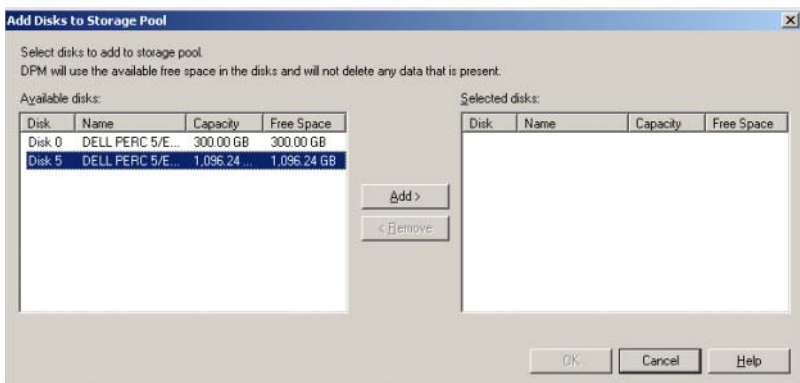 Add Disks to Storage Pool
Select disks to add to storage pool.
DPM will use the available free space in the disks and will not delete any data that is present.
Available disks:
Selected disks:
Disk Name Capacity Free Space
Disk Name Capacity Free Space
Disk 0 DELL PERC 5/E... 300.00 GB 300.00 GB
Disk 5 DELL PERC 5/E... 1,096.24 ... 1,096.24 GB
Add >
< Remove
OK Cancel Help